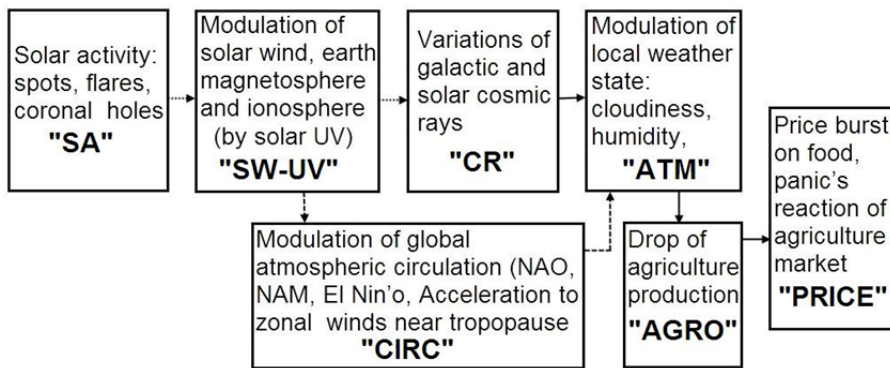 Solar activity:
spots, flares,
coronal holes
"SA"
Modulation of
solar wind, earth
magnetosphere
and ionosphere
(by solar UV)
"SW-UV"
Variations of
galactic and
solar cosmic
rays
"CR"
Modulation of
local weather
state:
cloudiness,
humidity,
"ATM"
Modulation of global
atmospheric circulation (NAO,
NAM, El Nin'o, Acceleration to
zonal winds near tropopause
"CIRC"
Drop of
agriculture
production
"AGRO"
Price burst
on food,
panic's
reaction of
agriculture
market
"PRICE"